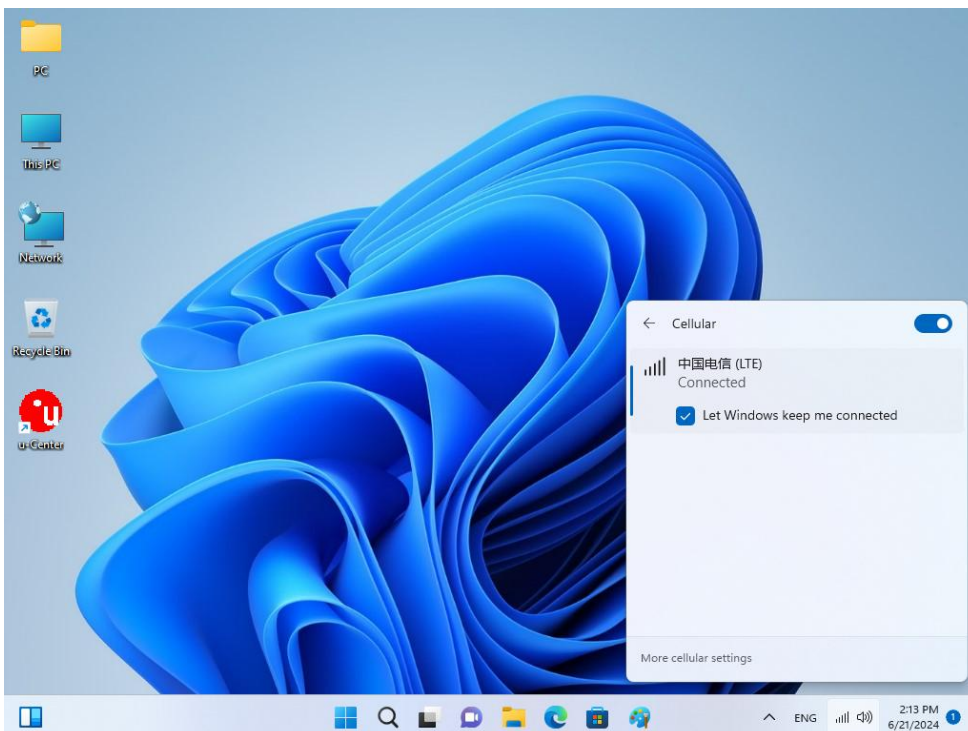 PC
This PC
Network
Recycle Bin
u-Center
Cellular
中国电信 (LTE)
Connected
Let Windows keep me connected
More cellular settings
ENG
2:13 PM
6/21/2024
1